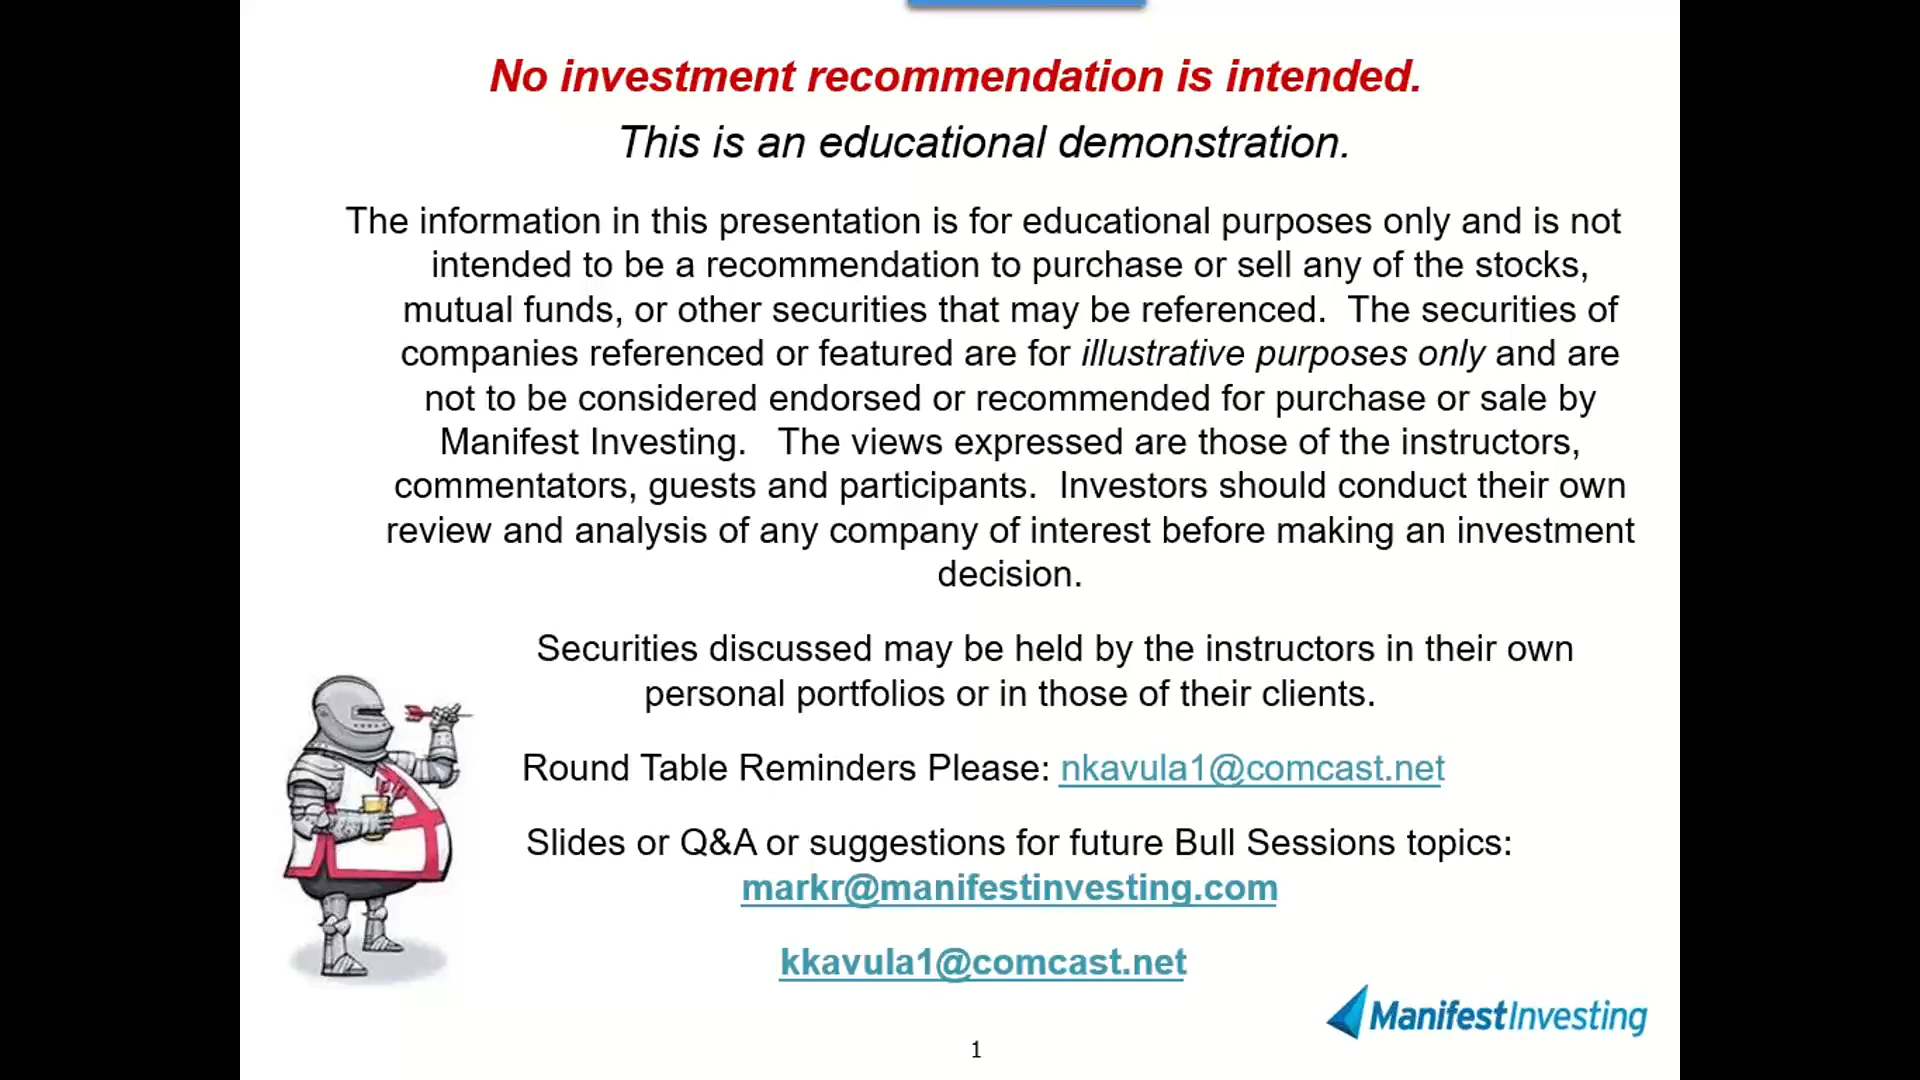 No investment recommendation is intended.
This is an educational demonstration.
The information in this presentation is for educational purposes only and is not
intended to be a recommendation to purchase or sell any of the stocks,
mutual funds, or other securities that may be referenced.  The securities of
companies referenced or featured are for illustrative purposes only and are
not to be considered endorsed or recommended for purchase or sale by
Manifest Investing.   The views expressed are those of the instructors,
commentators, guests and participants.  Investors should conduct their own
review and analysis of any company of interest before making an investment
decision.
Securities discussed may be held by the instructors in their own
personal portfolios or in those of their clients.
Round Table Reminders Please: nkavula1@comcast.net
Slides or Q&A or suggestions for future Bull Sessions topics:
markr@manifestinvesting.com
kkavula1@comcast.net
ManifestInvesting
1